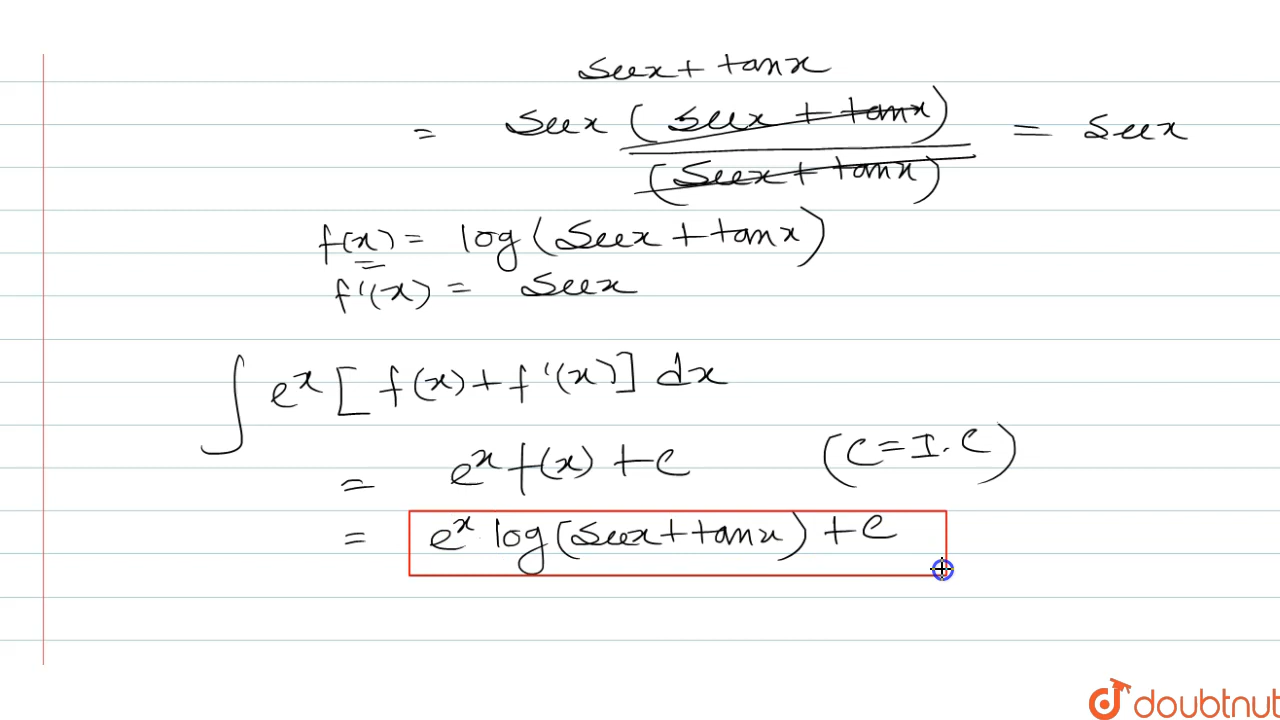 secx + tanx
= secx (secx + tanx) = secx
(secx + tanx)
f(x) = log(secx + tanx)
f'(x) = secx
∫ e^x [f(x) + f'(x)] dx
= e^x f(x) + c (c = I.C)
= e^x log(secx + tanx) + c
doubtnut